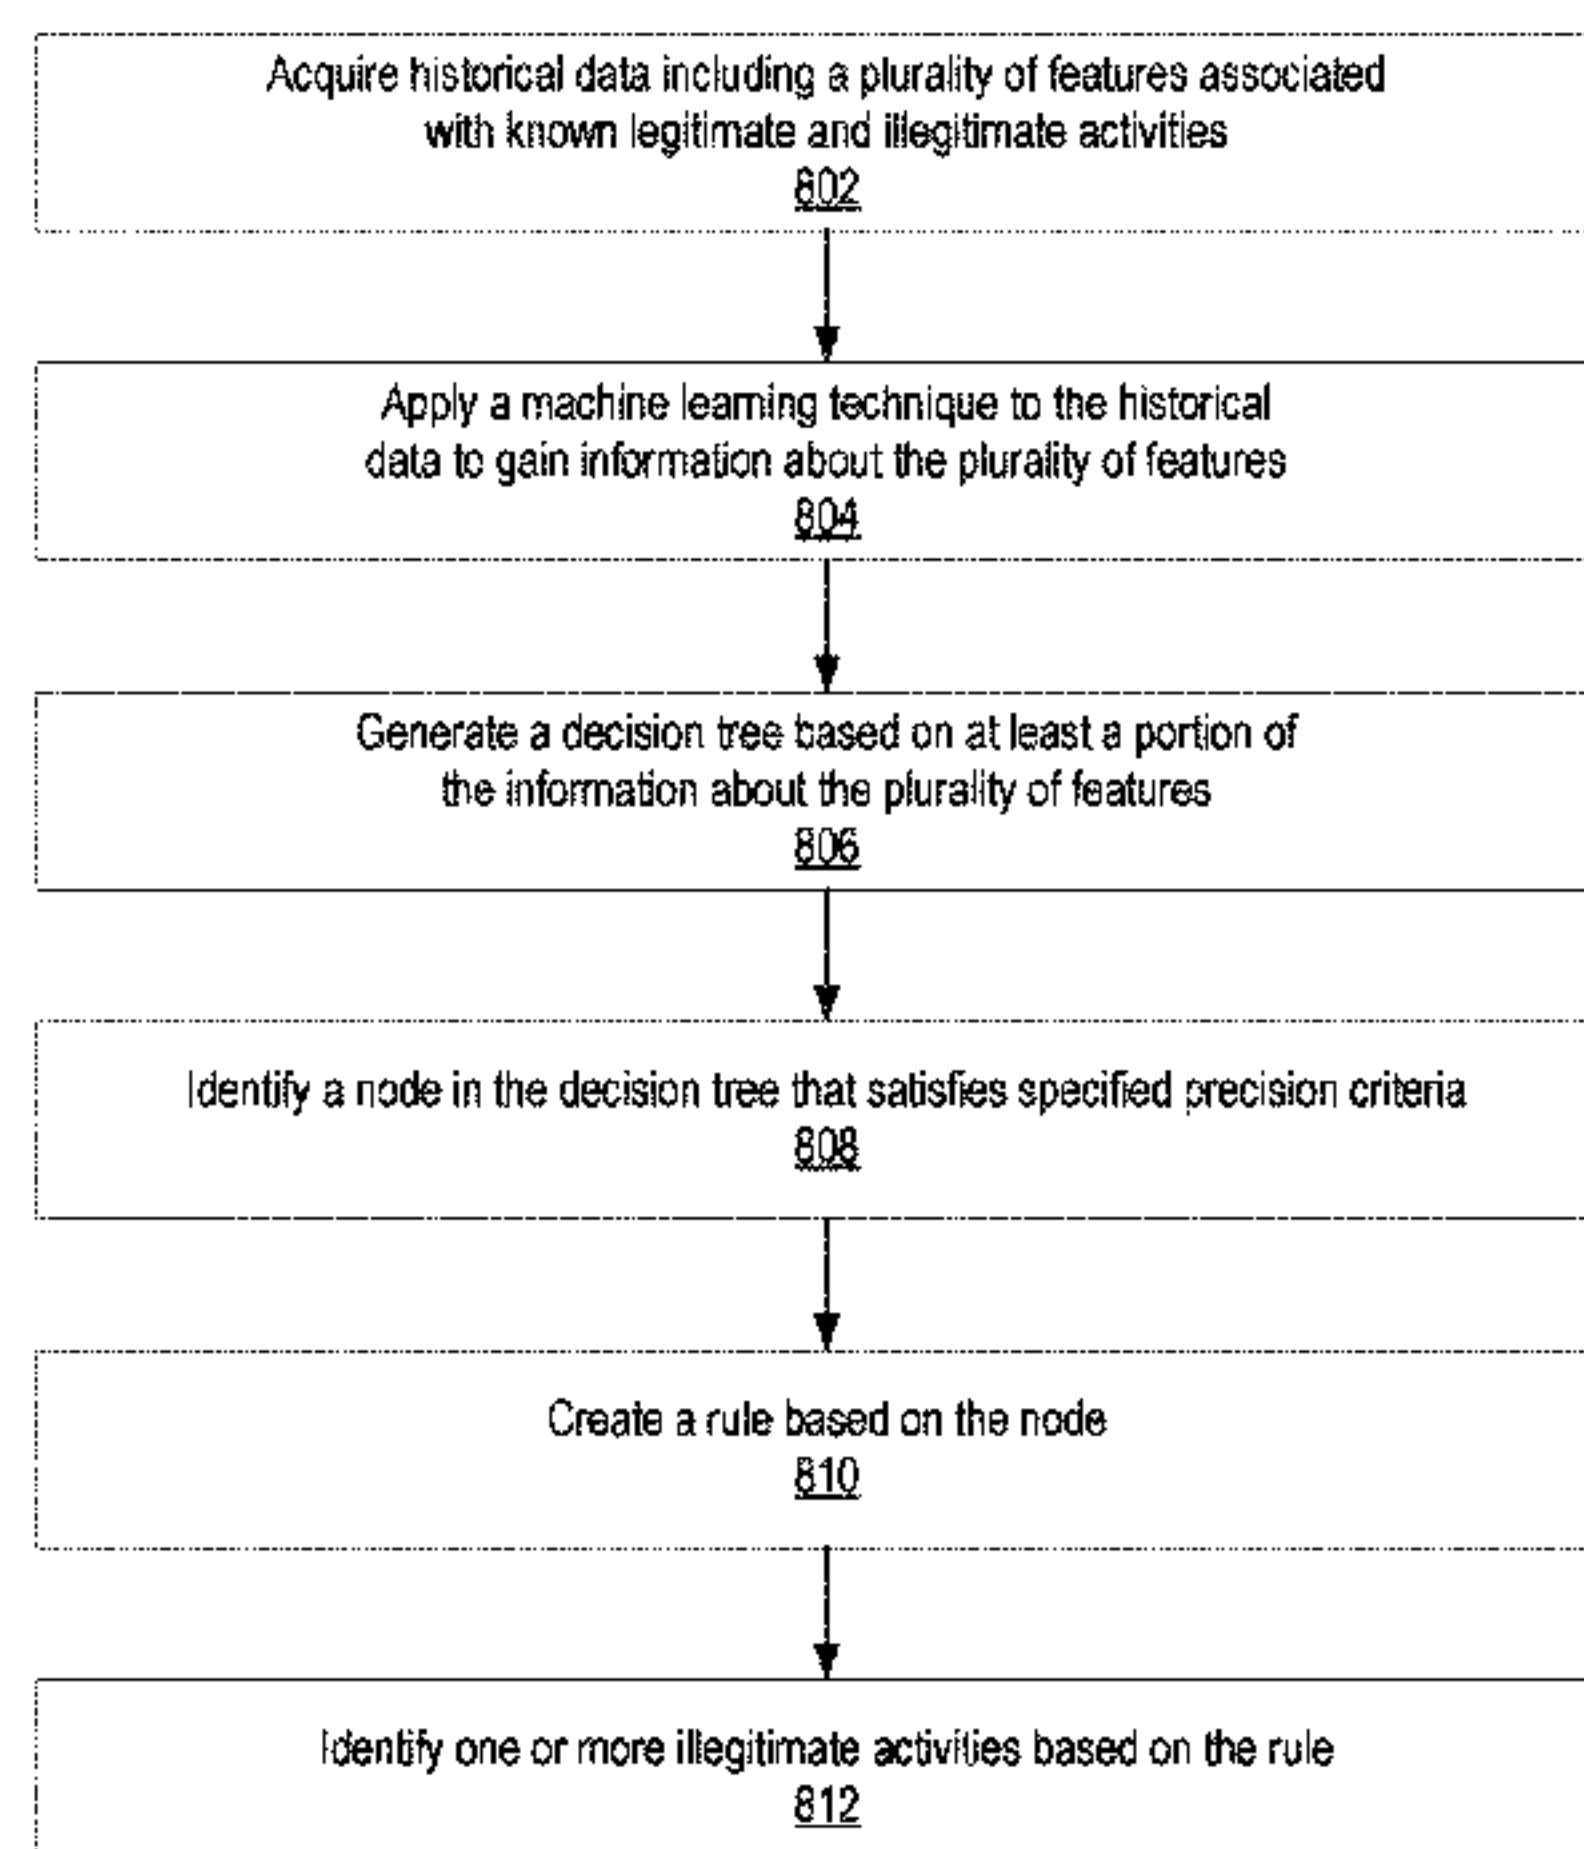 Acquire historical data including a plurality of features associated
with known legitimate and illegitimate activities
802
Apply a machine learning technique to the historical
data to gain information about the plurality of features
804
Generate a decision tree based on at least a portion of
the information about the plurality of features
806
Identify a node in the decision tree that satisfies specified precision criteria
808
Create a rule based on the node
810
Identify one or more illegitimate activities based on the rule
812